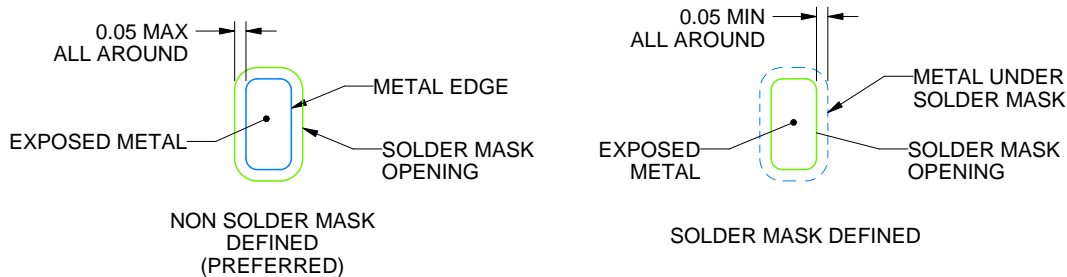 0.05 MAX
ALL AROUND
METAL EDGE
EXPOSED METAL
SOLDER MASK
OPENING
NON SOLDER MASK
DEFINED
(PREFERRED)
0.05 MIN
ALL AROUND
METAL UNDER
SOLDER MASK
EXPOSED
METAL
SOLDER MASK
OPENING
SOLDER MASK DEFINED